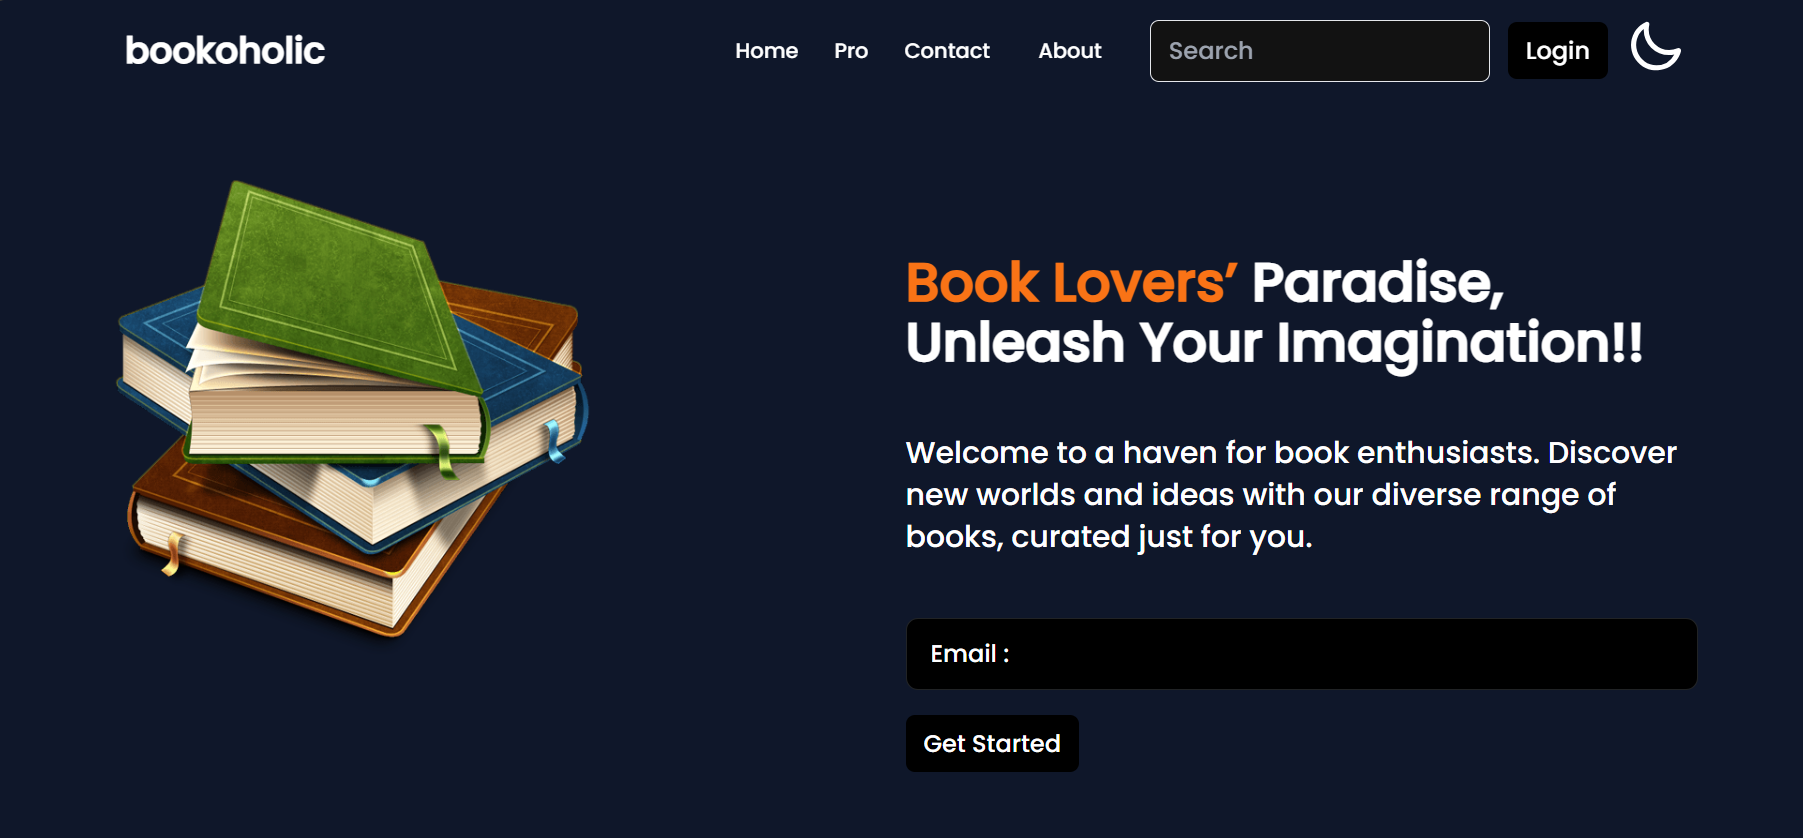 bookoholic
Home Pro Contact About Search Login
Book Lovers’ Paradise,
Unleash Your Imagination!!
Welcome to a haven for book enthusiasts. Discover
new worlds and ideas with our diverse range of
books, curated just for you.
Email :
Get Started